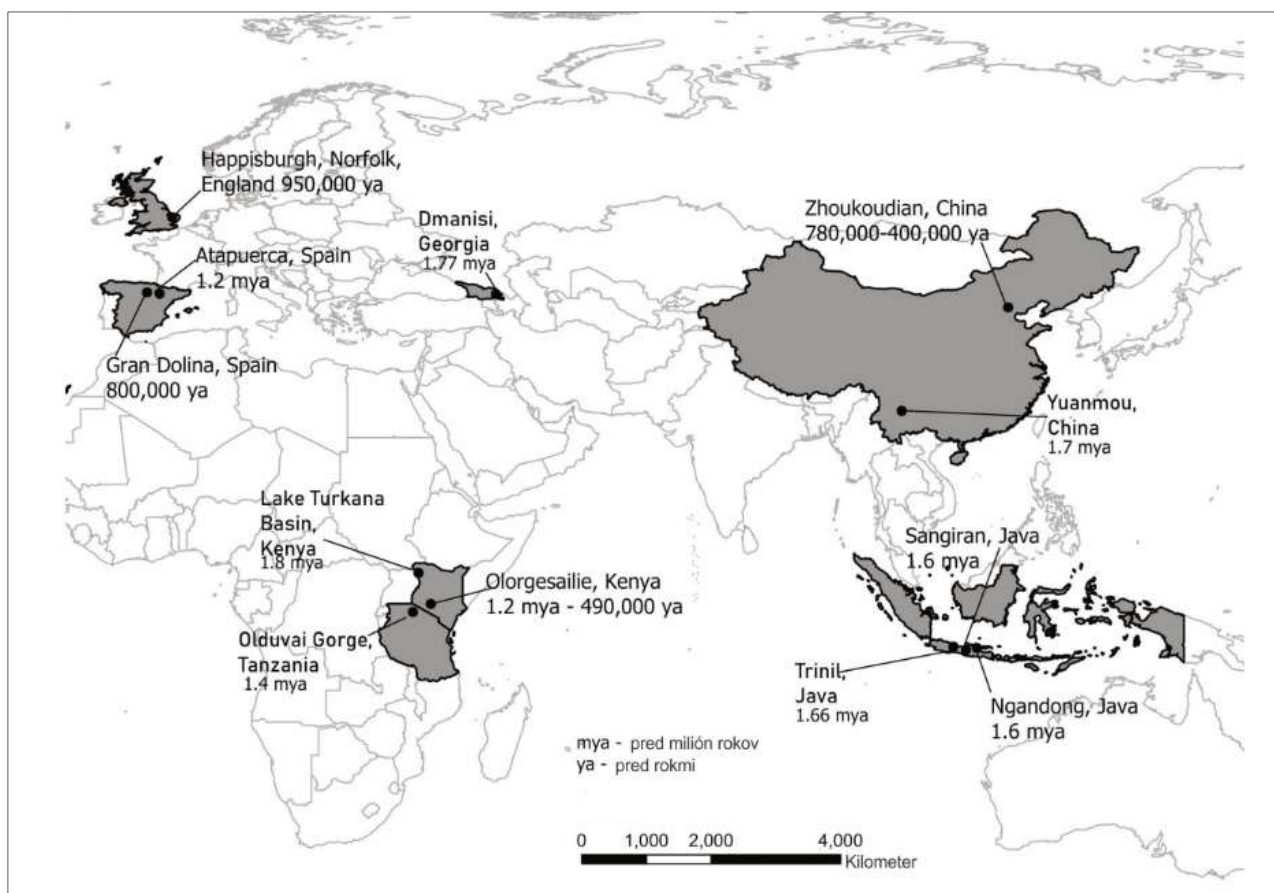 Happisburgh, Norfolk,
England 950,000 ya
Atapuerca, Spain
1.2 mya
Gran Dolina, Spain
800,000 ya
Dmanisi,
Georgia
1.77 mya
Zhoukoudian, China
780,000-400,000 ya
Yuanmou,
China
1.7 mya
Lake Turkana
Basin,
Kenya
1.8 mya
Olorgesailie, Kenya
1.2 mya - 490,000 ya
Olduvai Gorge,
Tanzania
1.4 mya
Sangiran, Java
1.6 mya
Trinil,
Java
1.66 mya
Ngandong, Java
1.6 mya
mya - pred milión rokov
ya - pred rokmi
0 1,000 2,000 4,000
Kilometer